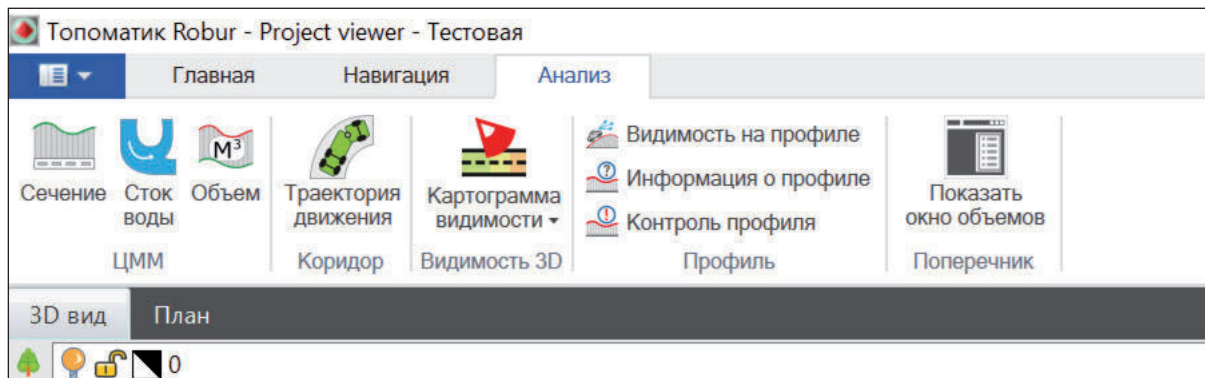 Топоматик Robur - Project viewer - Тестовая
Главная Навигация Анализ
Сечение Сток воды Объем Траектория движения Картограмма видимости Видимость на профиле
Информация о профиле
Контроль профиля
Показать окно объемов
ЦММ Коридор Видимость 3D Профиль Поперечник
3D вид План
0
M³